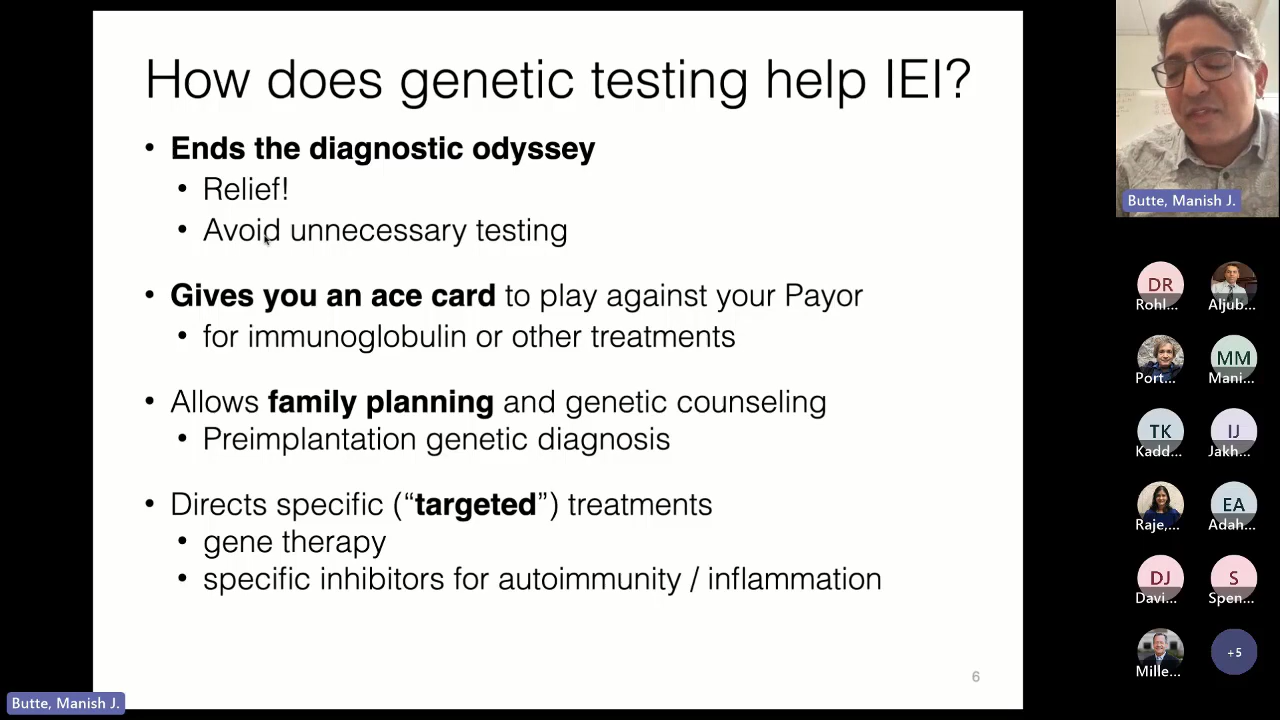 How does genetic testing help IEI?
• Ends the diagnostic odyssey
• Relief!
• Avoid unnecessary testing
• Gives you an ace card to play against your Payor
• for immunoglobulin or other treatments
• Allows family planning and genetic counseling
• Preimplantation genetic diagnosis
• Directs specific (“targeted”) treatments
• gene therapy
• specific inhibitors for autoimmunity / inflammation
6
Butte, Manish J.
Butte, Manish J.
DR
Rohl...
Aljub...
Port...
MM
Mani...
TK
Kadd...
IJ
Jakh...
Raje,...
EA
Adah...
DJ
Davi...
S
Spen...
Mille...
+5